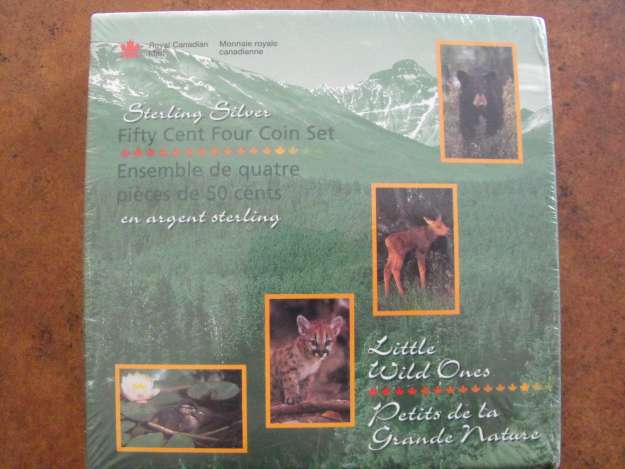 Royal Canadian Mint
Monnaie royale canadienne
Sterling Silver
Fifty Cent Four Coin Set
Ensemble de quatre
pièces de 50 cents
en argent sterling
Little
Wild Ones
Petits de la
Grande Nature